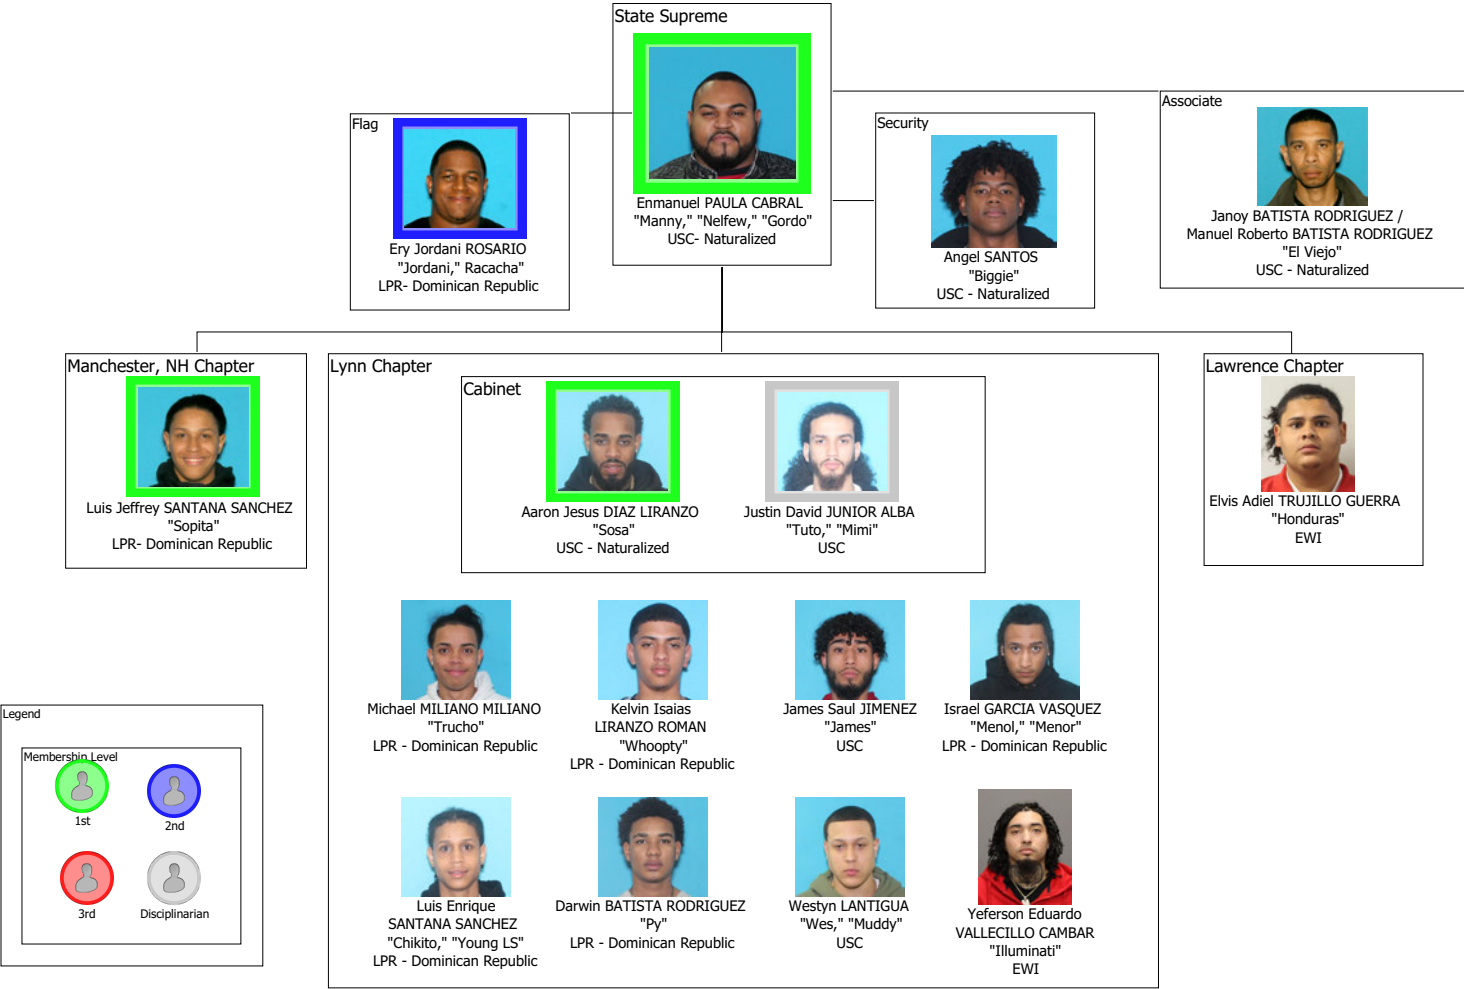 State Supreme
Enmanuel PAULA CABRAL
"Manny," "Nelfew," "Gordo"
USC- Naturalized
Flag
Ery Jordani ROSARIO
"Jordani," Racacha"
LPR- Dominican Republic
Security
Angel SANTOS
"Biggie"
USC - Naturalized
Associate
Janoy BATISTA RODRIGUEZ /
Manuel Roberto BATISTA RODRIGUEZ
"El Viejo"
USC - Naturalized
Manchester, NH Chapter
Luis Jeffrey SANTANA SANCHEZ
"Sopita"
LPR- Dominican Republic
Lynn Chapter
Cabinet
Aaron Jesus DIAZ LIRANZO
"Sosa"
USC - Naturalized
Justin David JUNIOR ALBA
"Tuto," "Mimi"
USC
Michael MILIANO MILIANO
"Trucho"
LPR - Dominican Republic
Kelvin Isaias
LIRANZO ROMAN
"Whoopty"
LPR - Dominican Republic
James Saul JIMENEZ
"James"
USC
Israel GARCIA VASQUEZ
"Menol," "Menor"
LPR - Dominican Republic
Luis Enrique
SANTANA SANCHEZ
"Chikito," "Young LS"
LPR - Dominican Republic
Darwin BATISTA RODRIGUEZ
"Py"
LPR - Dominican Republic
Westyn LANTIGUA
"Wes," "Muddy"
USC
Yeferson Eduardo
VALLECILLO CAMBAR
"Illuminati"
EWI
Lawrence Chapter
Elvis Adiel TRUJILLO GUERRA
"Honduras"
EWI
Legend
Membership Level
1st
2nd
3rd
Disciplinarian